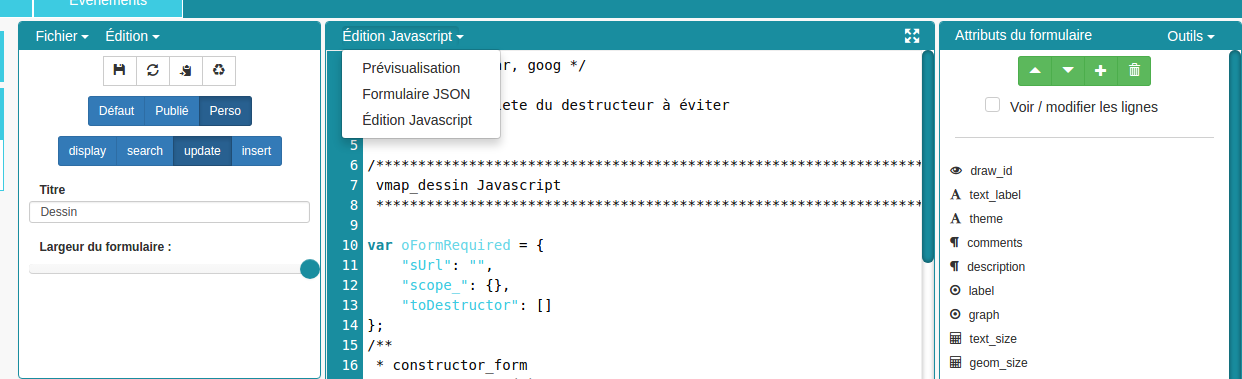 Evénements
Fichier Édition
Défaut Publié Perso
display search update insert
Titre
Dessin
Largeur du formulaire :
Édition Javascript
Prévisualisation
Formulaire JSON
Édition Javascript
, goog */
du destructeur à éviter
5
6 /******************************************************************
7 vmap_dessin Javascript
8 ******************************************************************
9
10 var oFormRequired = {
11 "sUrl": "",
12 "scope_": {},
13 "toDestructor": []
14 };
15 /**
16 * constructor_form
Attributs du formulaire Outils
Voir / modifier les lignes
draw_id
text_label
theme
comments
description
label
graph
text_size
geom_size